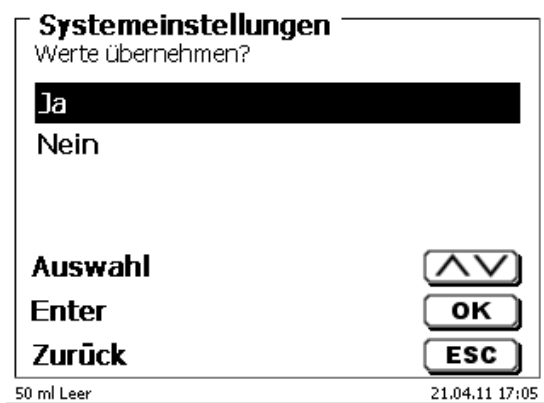 Systemeinstellungen
Werte übernehmen?
Ja
Nein
Auswahl
Enter OK
Zurück ESC
50 ml Leer 21.04.11 17:05